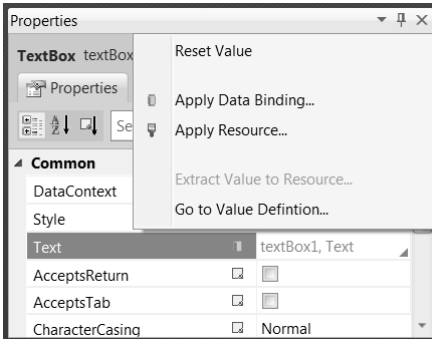 Properties
TextBox textBox
Reset Value
Properties
Apply Data Binding...
Se
Apply Resource...
Common
DataContext
Extract Value to Resource...
Style
Go to Value Defintion...
Text textBox1, Text
AcceptsReturn
AcceptsTab
CharacterCasing Normal